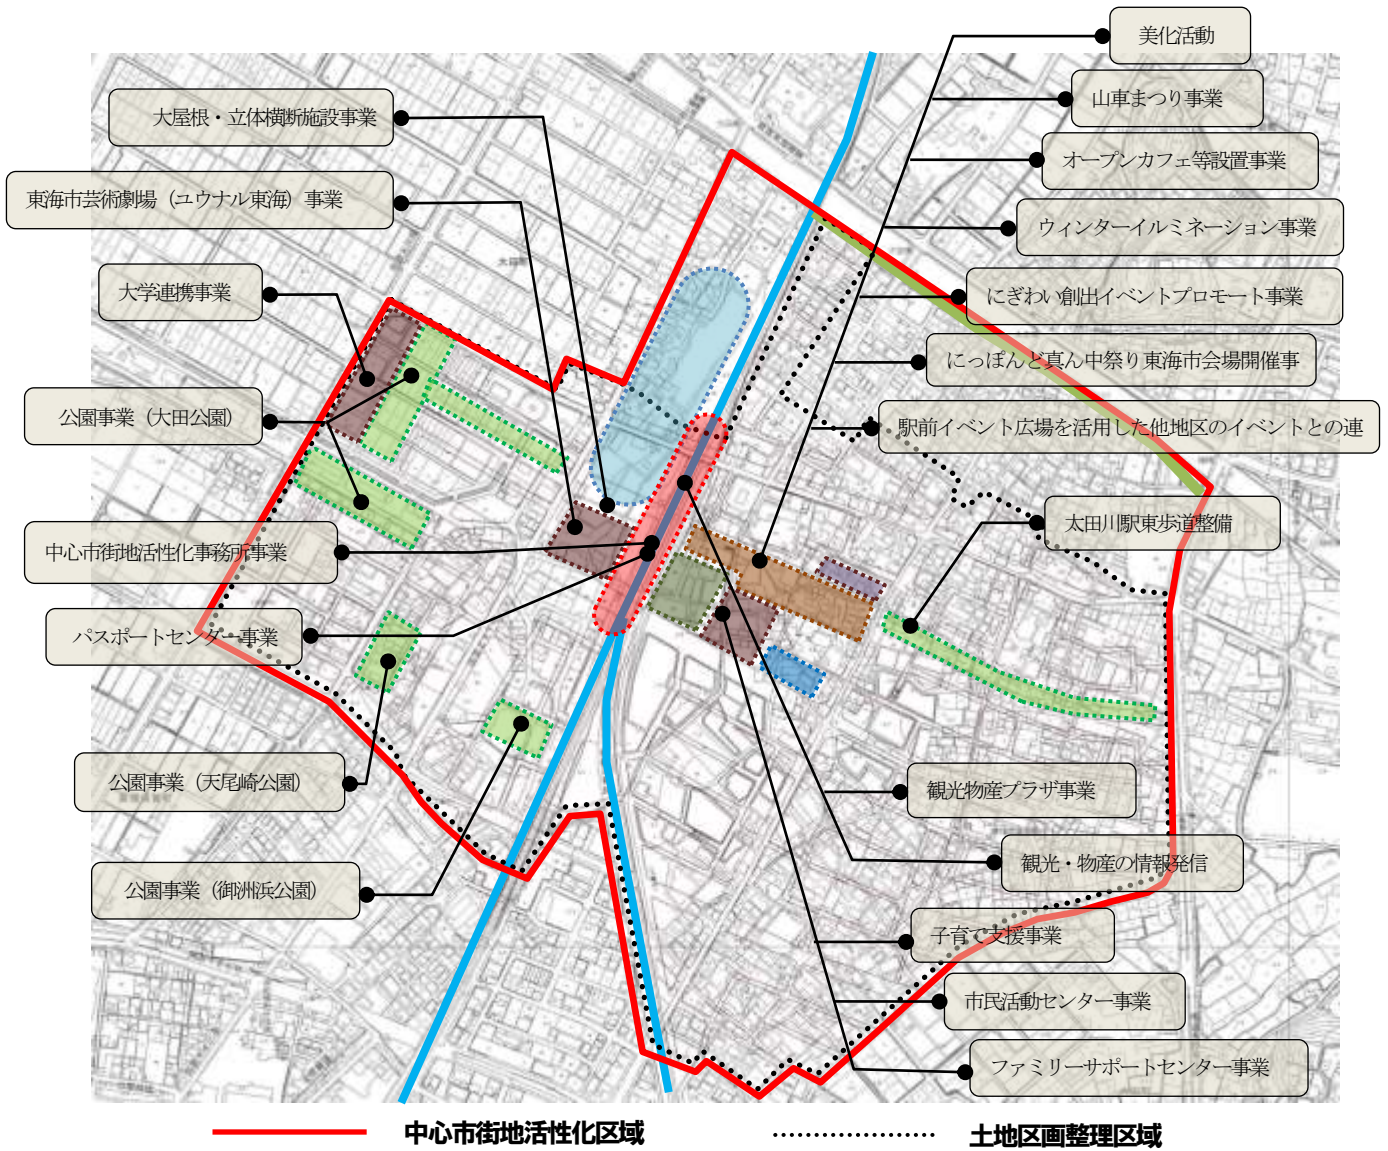 美化活動
山車まつり事業
オープンカフェ等設置事業
ウィンターイルミネーション事業
にぎわい創出イベントプロモート事業
にっぽんど真ん中祭り東海市会場開催事
駅前イベント広場を活用した他地区のイベントとの連
太田川駅東歩道整備
大屋根・立体横断施設事業
東海市芸術劇場（ユウナル東海）事業
大学連携事業
公園事業（大田公園）
中心市街地活性化事務所事業
パスポートセンター事業
公園事業（天尾崎公園）
公園事業（御洲浜公園）
観光物産プラザ事業
観光・物産の情報発信
子育て支援事業
市民活動センター事業
ファミリーサポートセンター事業
中心市街地活性化区域
土地区画整理区域